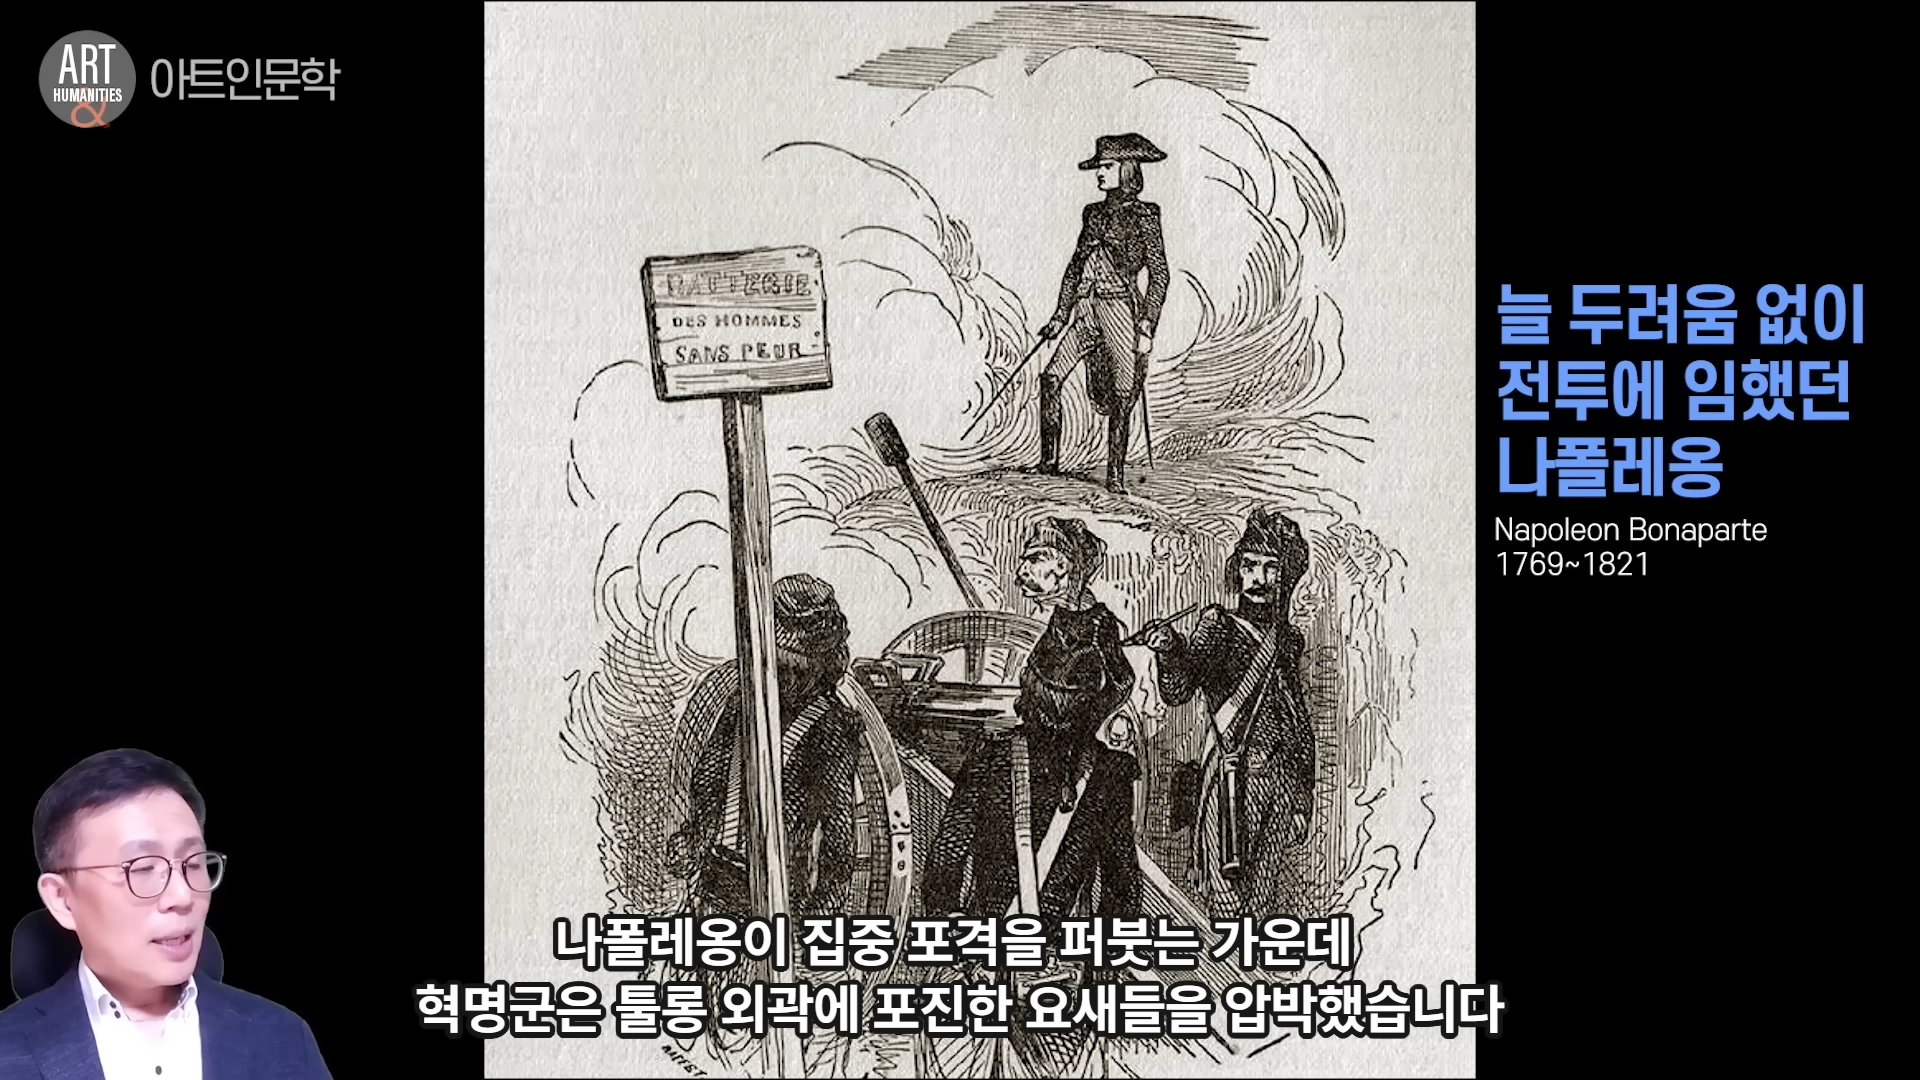 ART
HUMANITIES
&
아트인문학
BATTERIE
DES HOMMES
SANS PEUR
늘 두려움 없이
전투에 임했던
나폴레옹
Napoleon Bonaparte
1769~1821
나폴레옹이 집중 포격을 퍼붓는 가운데
혁명군은 툴롱 외곽에 포진한 요새들을 압박했습니다
RAFFET